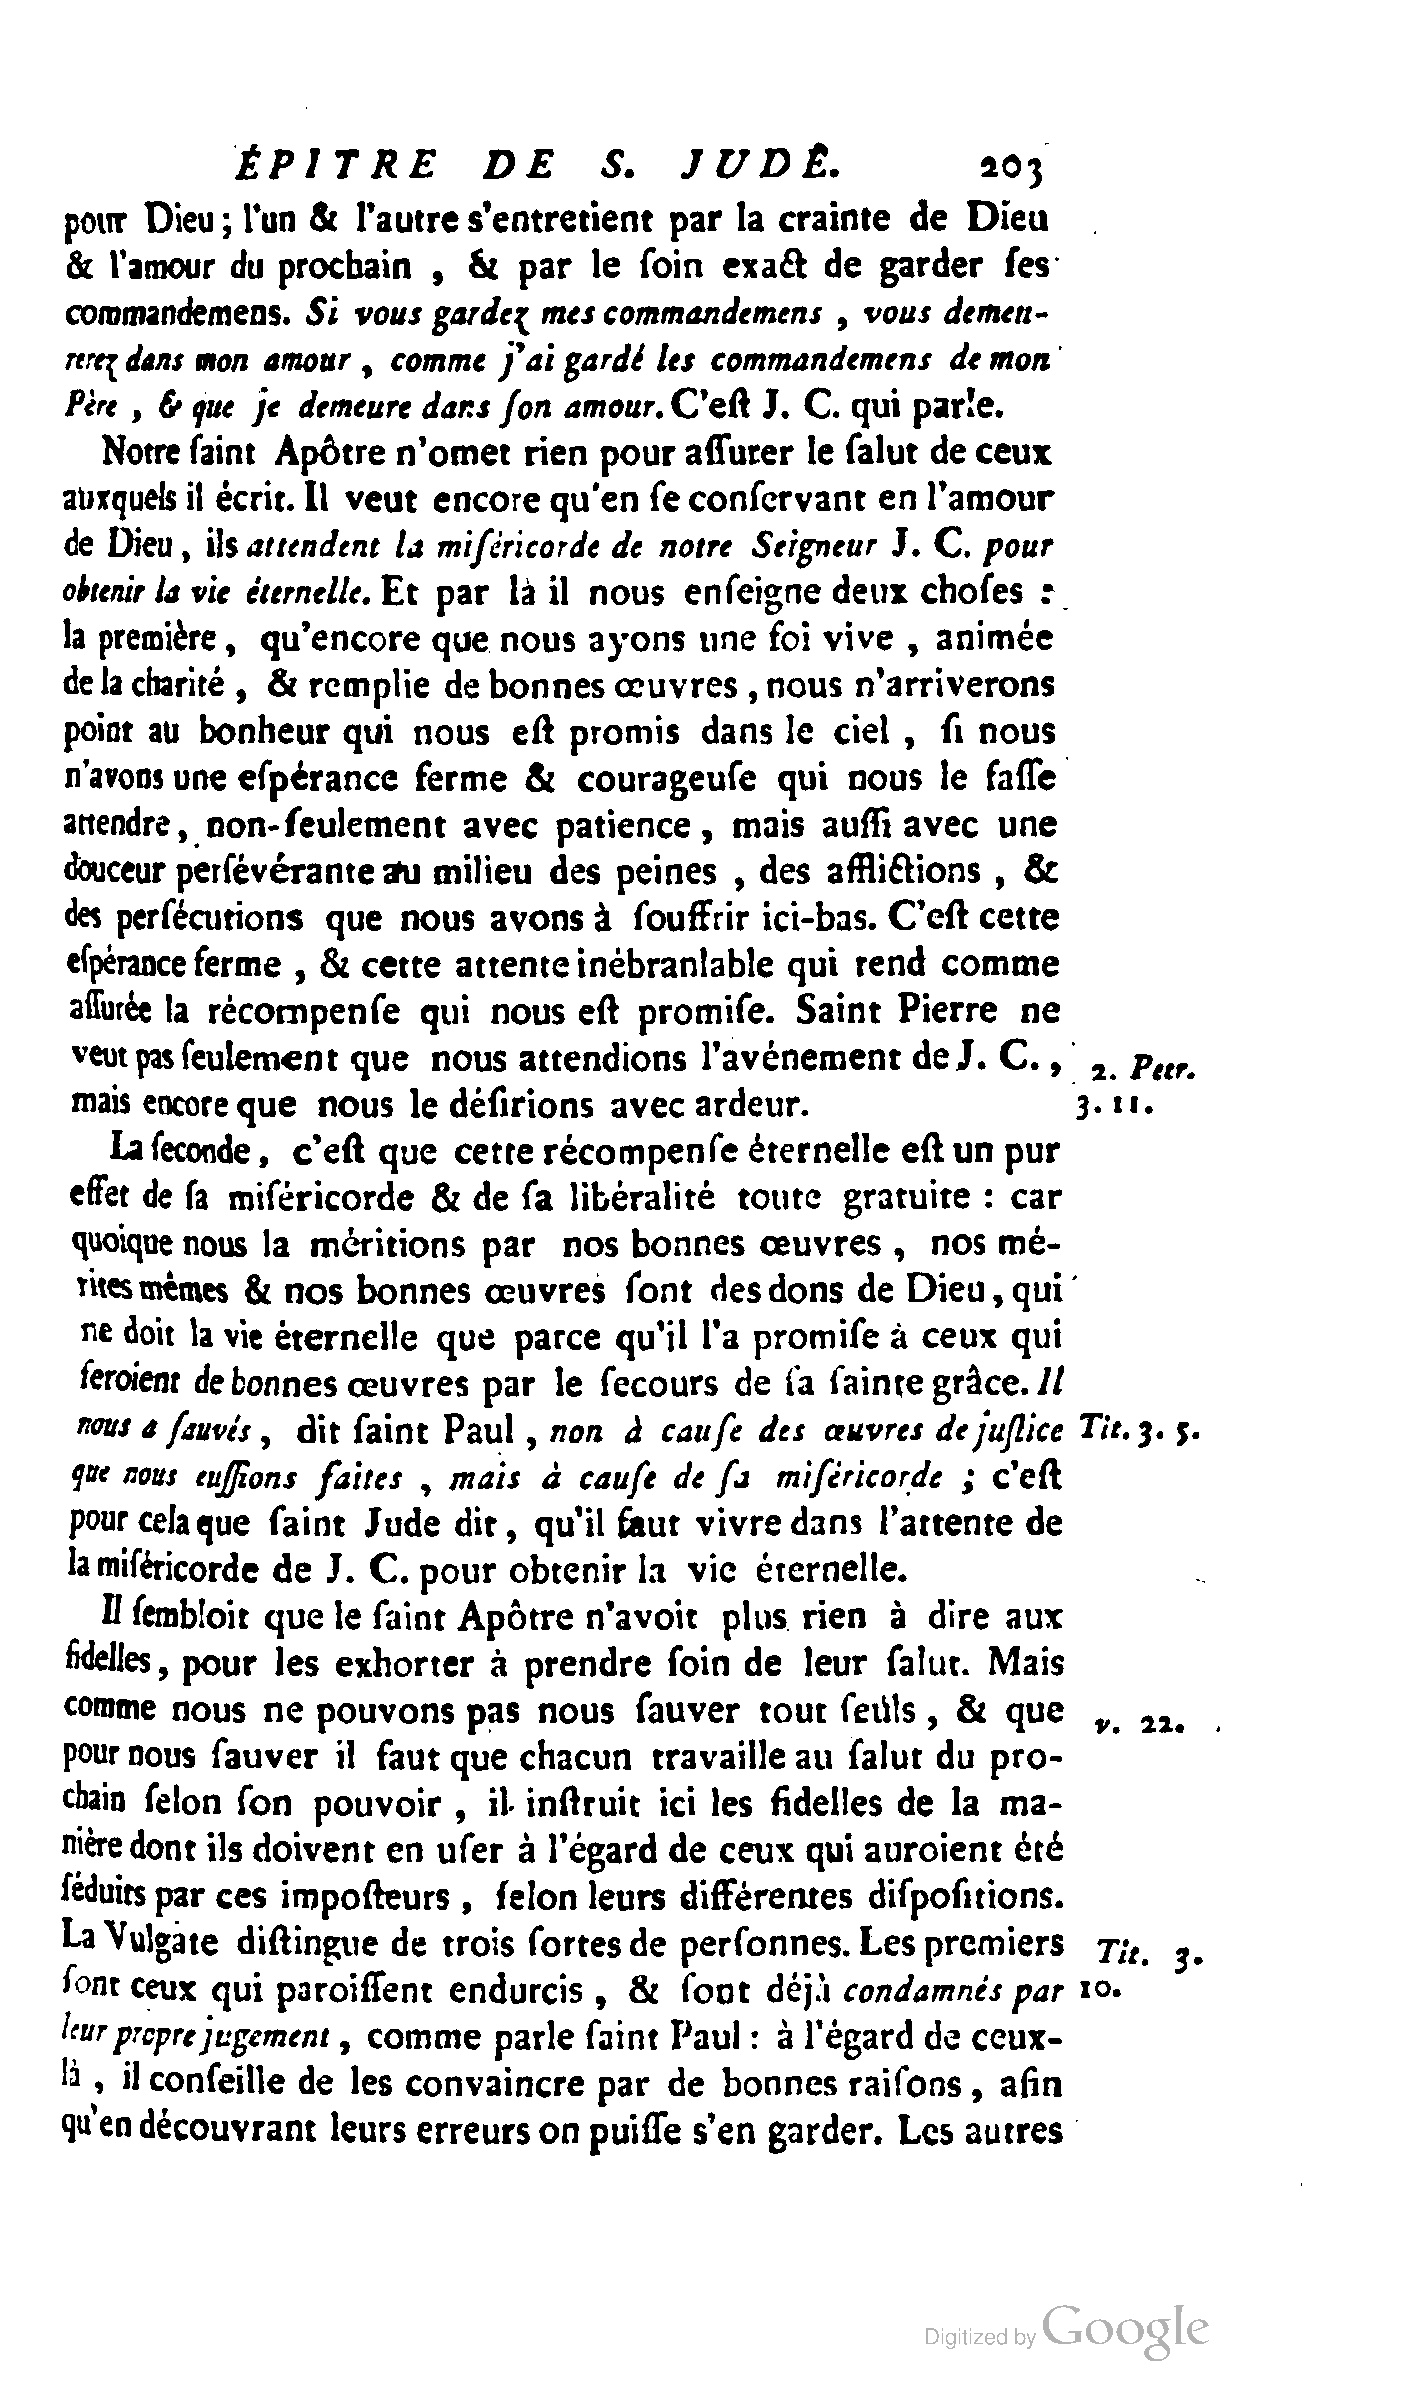 ÉPITRE DE S. JUDE. 203
pour Dieu ; l'un & l'autre s'entretient par la crainte de Dieu
& l'amour du prochain , & par le ſoin exact de garder ſes
commandemens. Si vous gardez mes commandemens , vous demeu-
rerez dans mon amour , comme j'ai gardé les commandemens de mon
Père , & que je demeure dans ſon amour. C'eſt J. C. qui parle.
Notre ſaint Apôtre n'omet rien pour aſſurer le ſalut de ceux
auxquels il écrit. Il veut encore qu'en ſe conſervant en l'amour
de Dieu , ils attendent la miſéricorde de notre Seigneur J. C. pour
obtenir la vie éternelle. Et par là il nous enſeigne deux choſes :
la première , qu'encore que nous ayons une foi vive , animée
de la charité , & remplie de bonnes œuvres , nous n'arriverons
point au bonheur qui nous eſt promis dans le ciel , ſi nous
n'avons une eſpérance ferme & courageuſe qui nous le faſſe
attendre , non-ſeulement avec patience , mais auſſi avec une
douceur perſévérante au milieu des peines , des afflictions , &
des perſécutions que nous avons à ſouffrir ici-bas. C'eſt cette
eſpérance ferme , & cette attente inébranlable qui rend comme
aſſurée la récompenſe qui nous eſt promiſe. Saint Pierre ne
veut pas ſeulement que nous attendions l'avénement de J. C. , 2. Petr.
mais encore que nous le déſirions avec ardeur. 3. 11.
La ſeconde , c'eſt que cette récompenſe éternelle eſt un pur
effet de ſa miſéricorde & de ſa libéralité toute gratuite : car
quoique nous la méritions par nos bonnes œuvres , nos mé-
rites mêmes & nos bonnes œuvres ſont des dons de Dieu , qui
ne doit la vie éternelle que parce qu'il l'a promiſe à ceux qui
feroient de bonnes œuvres par le ſecours de ſa ſainte grâce. Il
nous a ſauvés , dit ſaint Paul , non à cauſe des œuvres de juſtice Tit. 3. 5.
que nous euſſions faites , mais à cauſe de ſa miſéricorde ; c'eſt
pour cela que ſaint Jude dit , qu'il faut vivre dans l'attente de
la miſéricorde de J. C. pour obtenir la vie éternelle.
Il ſembloit que le ſaint Apôtre n'avoit plus rien à dire aux
fidelles , pour les exhorter à prendre ſoin de leur ſalut. Mais
comme nous ne pouvons pas nous ſauver tout ſeuls , & que v. 22.
pour nous ſauver il faut que chacun travaille au ſalut du pro-
chain ſelon ſon pouvoir , il inſtruit ici les fidelles de la ma-
nière dont ils doivent en uſer à l'égard de ceux qui auroient été
ſéduits par ces impoſteurs , ſelon leurs différentes diſpoſitions.
La Vulgate diſtingue de trois ſortes de perſonnes. Les premiers Tit. 3.
ſont ceux qui paroiſſent endurcis , & ſont déjà condamnés par 10.
leur propre jugement , comme parle ſaint Paul : à l'égard de ceux-
là , il conſeille de les convaincre par de bonnes raiſons , afin
qu'en découvrant leurs erreurs on puiſſe s'en garder. Les autres
Digitized by Google